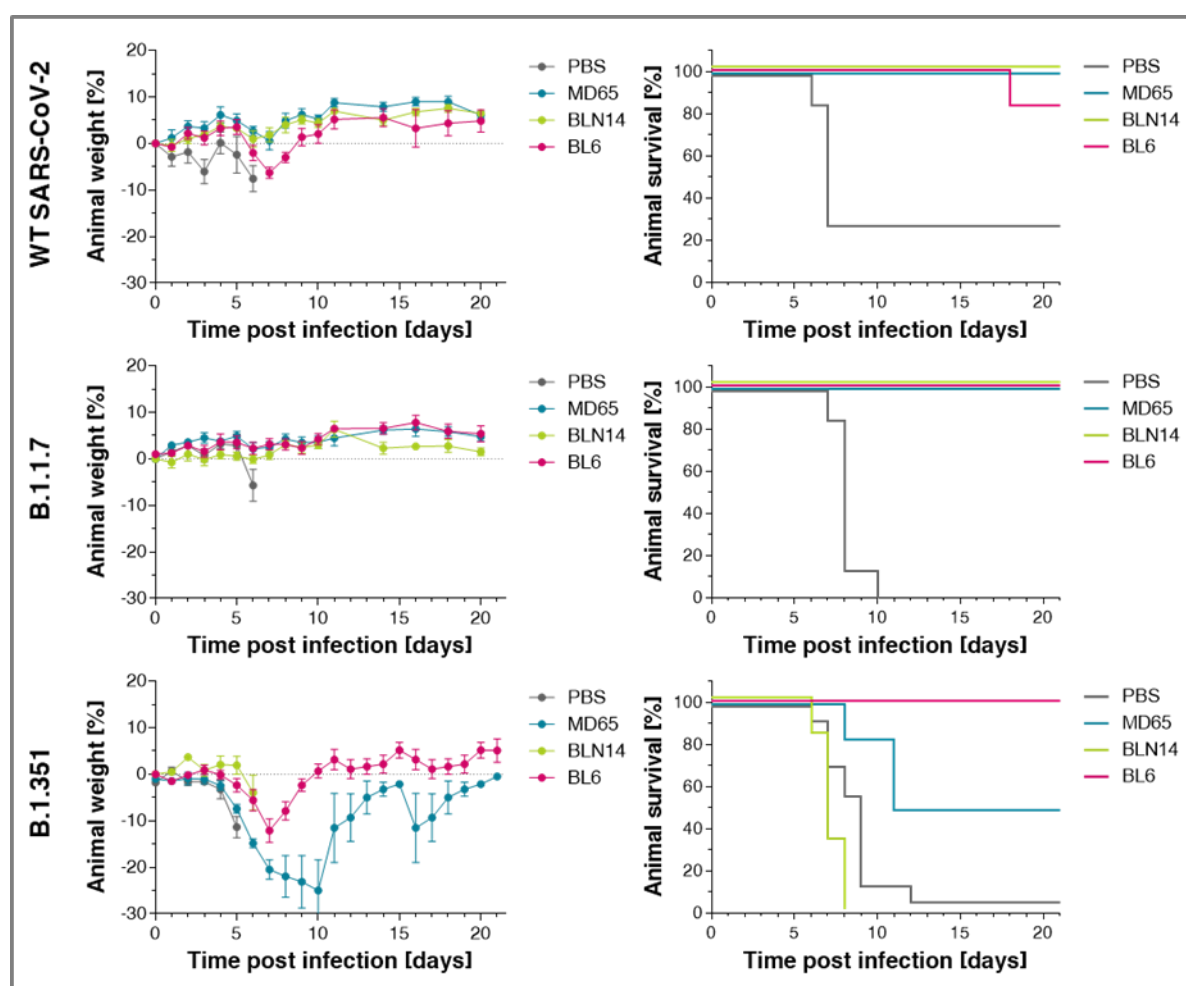 WT SARS-CoV-2
Animal weight [%]
20
10
0
-10
-20
-30
0 5 10 15 20
Time post infection [days]
PBS
MD65
BLN14
BL6
Animal survival [%]
100
80
60
40
20
0
0 5 10 15 20
Time post infection [days]
PBS
MD65
BLN14
BL6
B.1.1.7
Animal weight [%]
20
10
0
-10
-20
-30
0 5 10 15 20
Time post infection [days]
PBS
MD65
BLN14
BL6
Animal survival [%]
100
80
60
40
20
0
0 5 10 15 20
Time post infection [days]
PBS
MD65
BLN14
BL6
B.1.351
Animal weight [%]
20
10
0
-10
-20
-30
0 5 10 15 20
Time post infection [days]
PBS
MD65
BLN14
BL6
Animal survival [%]
100
80
60
40
20
0
0 5 10 15 20
Time post infection [days]
PBS
MD65
BLN14
BL6